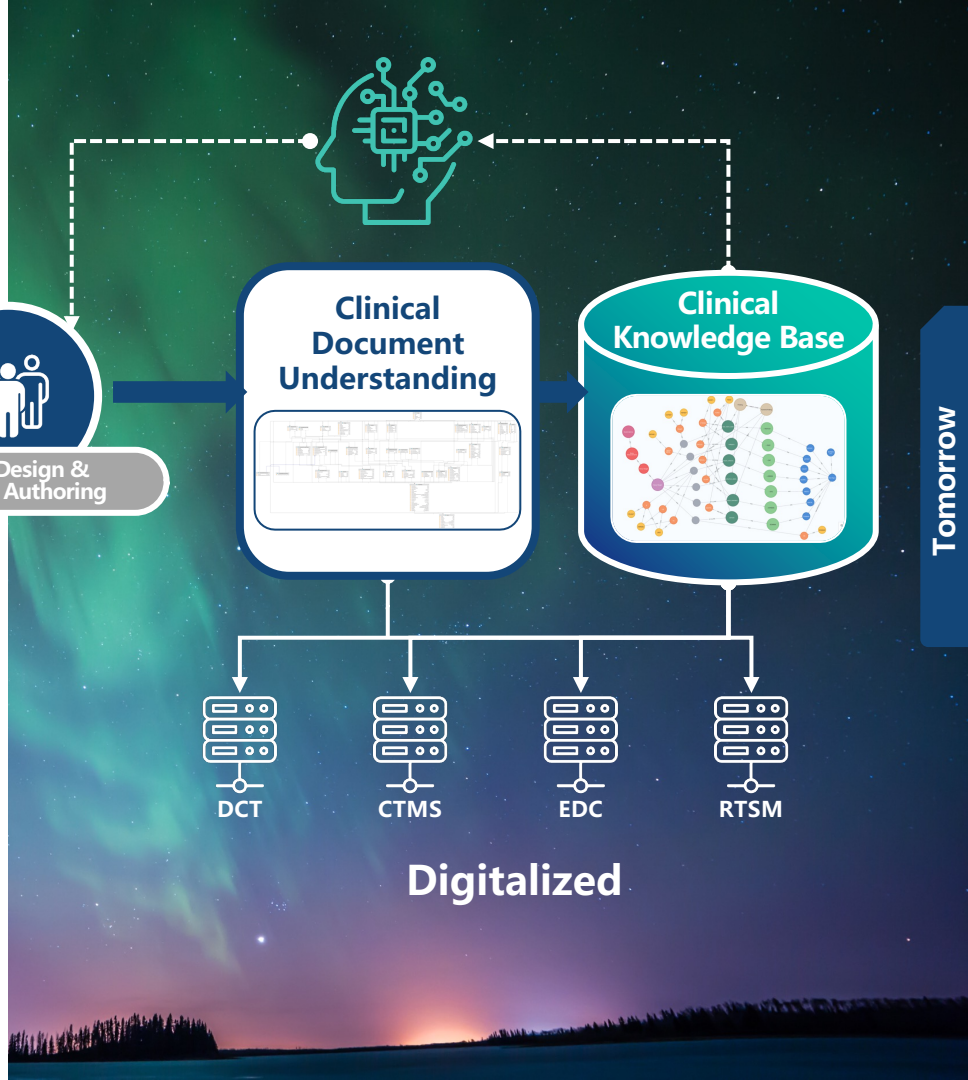 Clinical
Document
Understanding
Clinical
Knowledge Base
Design &
Authoring
Tomorrow
DCT
CTMS
EDC
RTSM
Digitalized